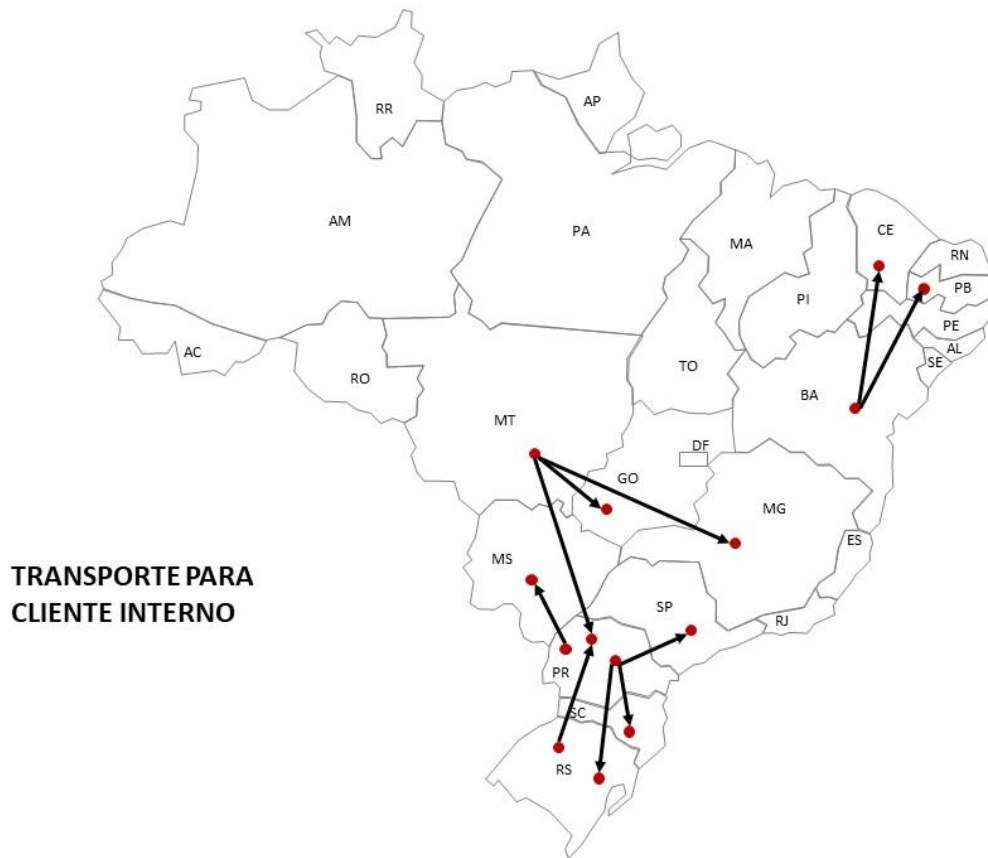 RR
AP
AM
PA
MA
CE
RN
PB
PI
PE
AL
SE
AC
RO
TO
BA
MT
DF
GO
MG
ES
MS
SP
RJ
PR
SC
RS
TRANSPORTE PARA
CLIENTE INTERNO